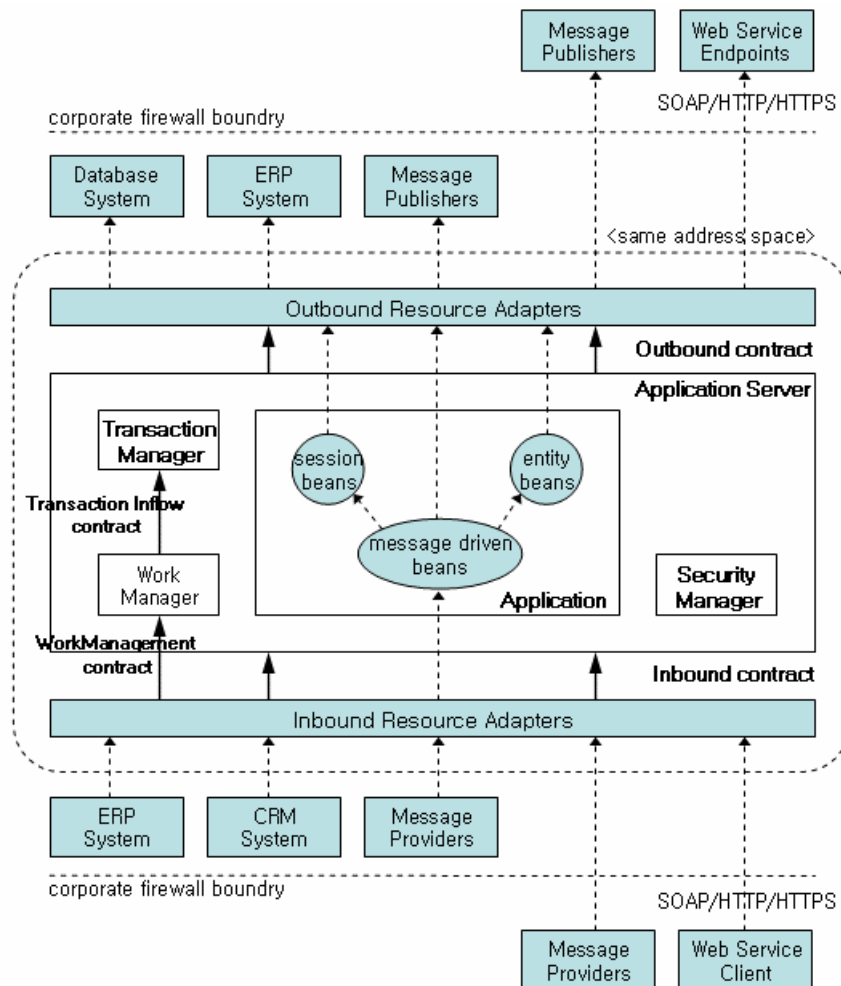 Message
Publishers
Web Service
Endpoints
SOAP/HTTP/HTTPS
corporate firewall boundry
Database
System
ERP
System
Message
Publishers
<same address space>
Outbound Resource Adapters
Outbound contract
Application Server
Transaction
Manager
session
beans
entity
beans
Transaction Inflow
contract
message driven
beans
Work
Manager
Security
Manager
Application
WorkManagement
contract
Inbound contract
Inbound Resource Adapters
ERP
System
CRM
System
Message
Providers
corporate firewall boundry
SOAP/HTTP/HTTPS
Message
Providers
Web Service
Client